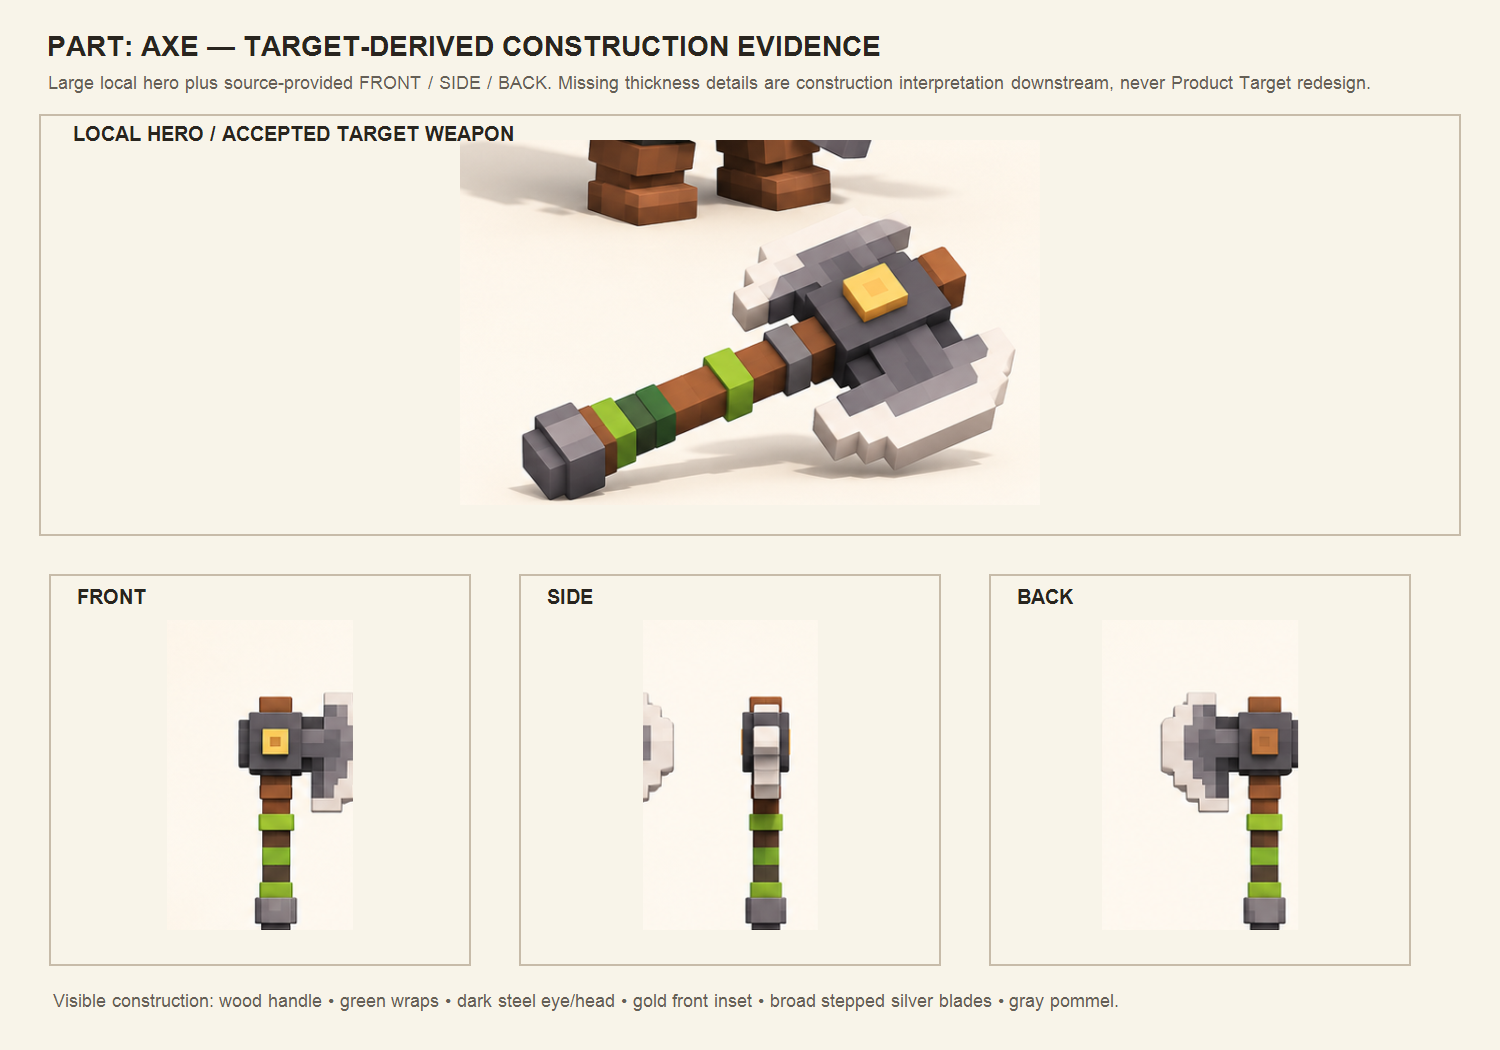 PART: AXE — TARGET-DERIVED CONSTRUCTION EVIDENCE
Large local hero plus source-provided FRONT / SIDE / BACK. Missing thickness details are construction interpretation downstream, never Product Target redesign.
LOCAL HERO / ACCEPTED TARGET WEAPON
FRONT
SIDE
BACK
Visible construction: wood handle • green wraps • dark steel eye/head • gold front inset • broad stepped silver blades • gray pommel.